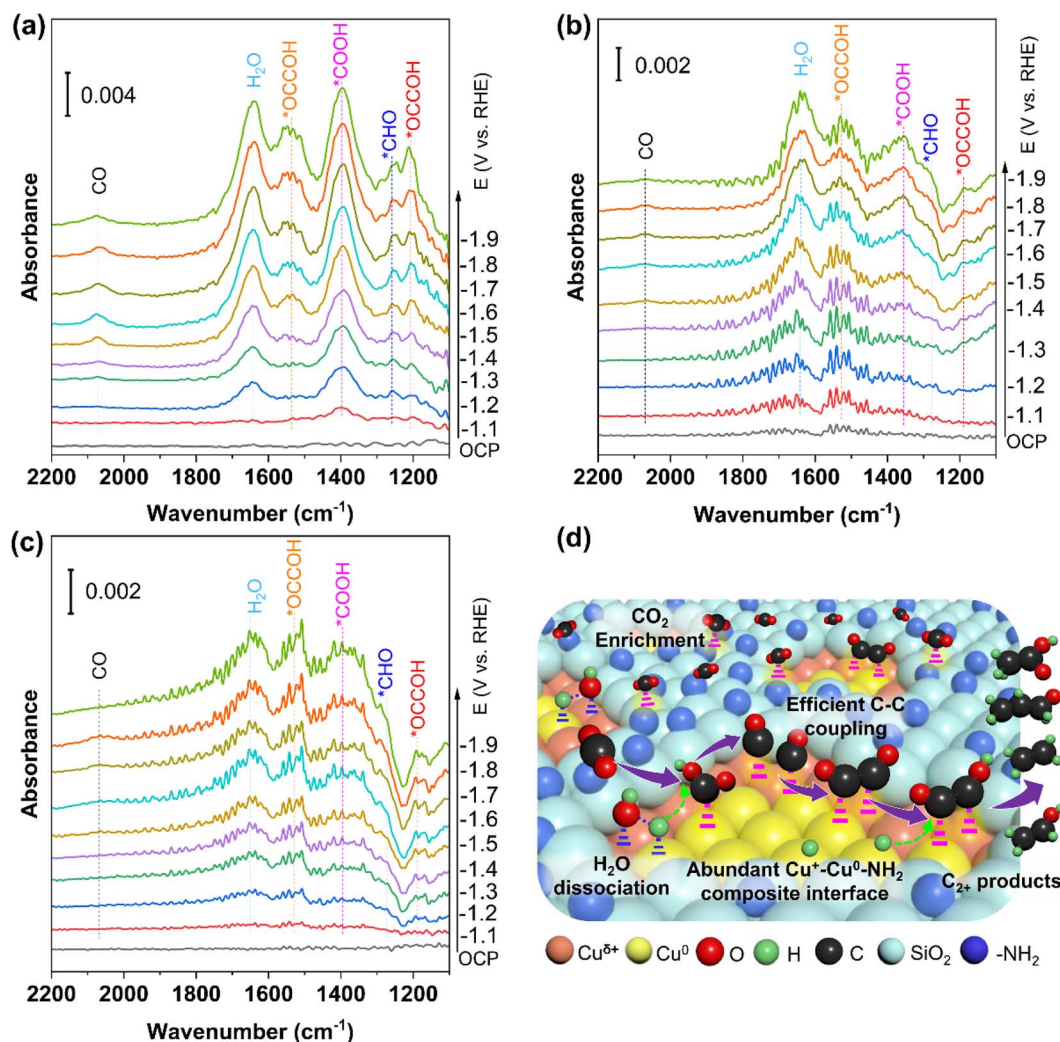 (a)
0.004
CO
H₂O
*OCCOH
*COOH
*CHO
*OCCOH
E (V vs. RHE)
-1.9
-1.8
-1.7
-1.6
-1.5
-1.4
-1.3
-1.2
-1.1
OCP
Absorbance
2200 2000 1800 1600 1400 1200
Wavenumber (cm⁻¹)
(b)
0.002
CO
H₂O
*OCCOH
*COOH
*CHO
*OCCOH
E (V vs. RHE)
-1.9
-1.8
-1.7
-1.6
-1.5
-1.4
-1.3
-1.2
-1.1
OCP
Absorbance
2200 2000 1800 1600 1400 1200
Wavenumber (cm⁻¹)
(c)
0.002
CO
H₂O
*OCCOH
*COOH
*CHO
*OCCOH
E (V vs. RHE)
-1.9
-1.8
-1.7
-1.6
-1.5
-1.4
-1.3
-1.2
-1.1
OCP
Absorbance
2200 2000 1800 1600 1400 1200
Wavenumber (cm⁻¹)
(d)
CO₂
Enrichment
Efficient C-C
coupling
H₂O
dissociation
Abundant Cu⁺-Cu⁰-NH₂
composite interface
C₂₊ products
Cuᵟ⁺ Cu⁰ O H C SiO₂ -NH₂